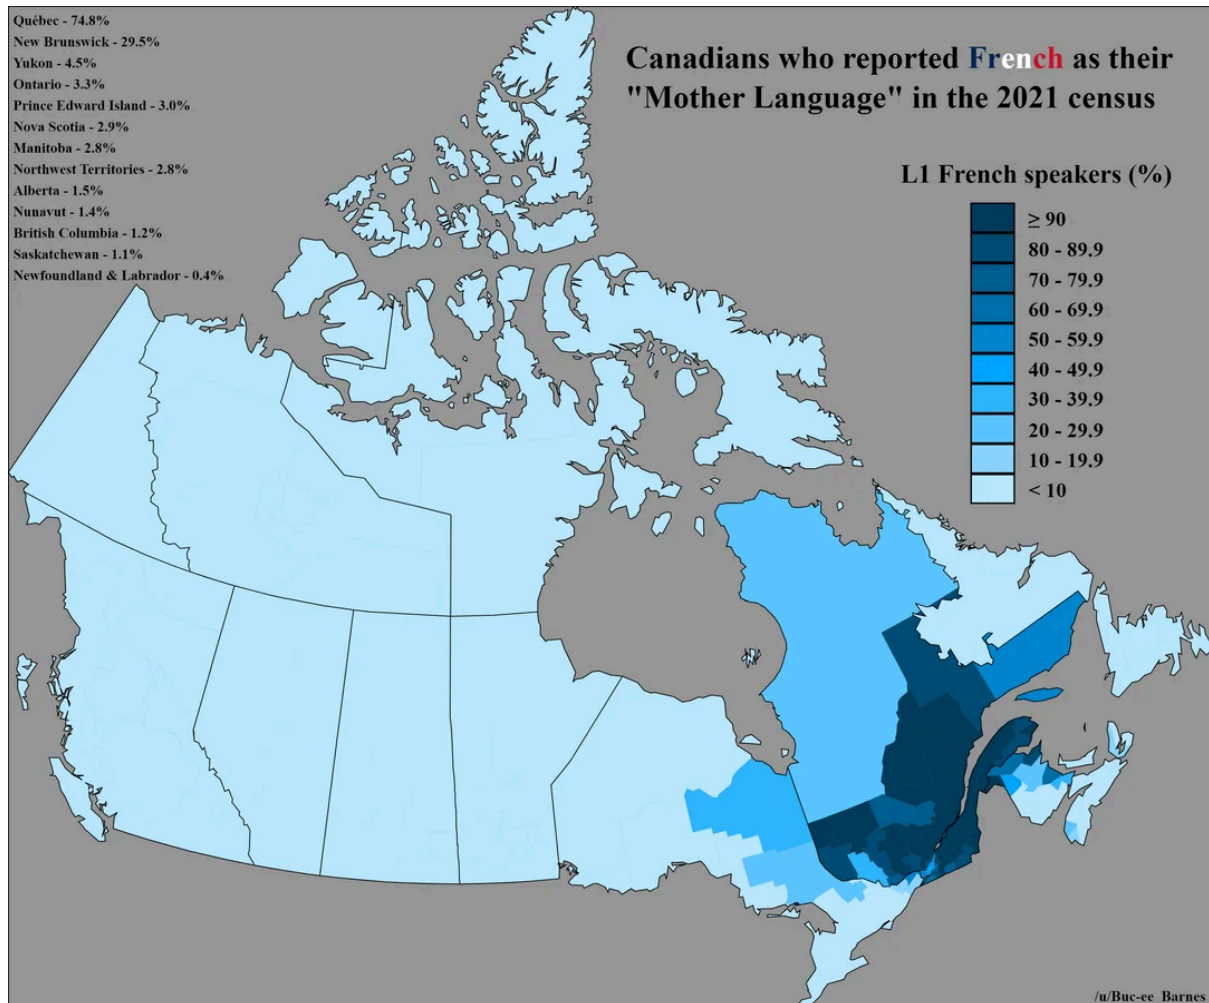 Québec - 74.8%
New Brunswick - 29.5%
Yukon - 4.5%
Ontario - 3.3%
Prince Edward Island - 3.0%
Nova Scotia - 2.9%
Manitoba - 2.8%
Northwest Territories - 2.8%
Alberta - 1.5%
Nunavut - 1.4%
British Columbia - 1.2%
Saskatchewan - 1.1%
Newfoundland & Labrador - 0.4%
Canadians who reported French as their
"Mother Language" in the 2021 census
L1 French speakers (%)
≥ 90
80 - 89.9
70 - 79.9
60 - 69.9
50 - 59.9
40 - 49.9
30 - 39.9
20 - 29.9
10 - 19.9
< 10
/u/Buc-ee_Barnes